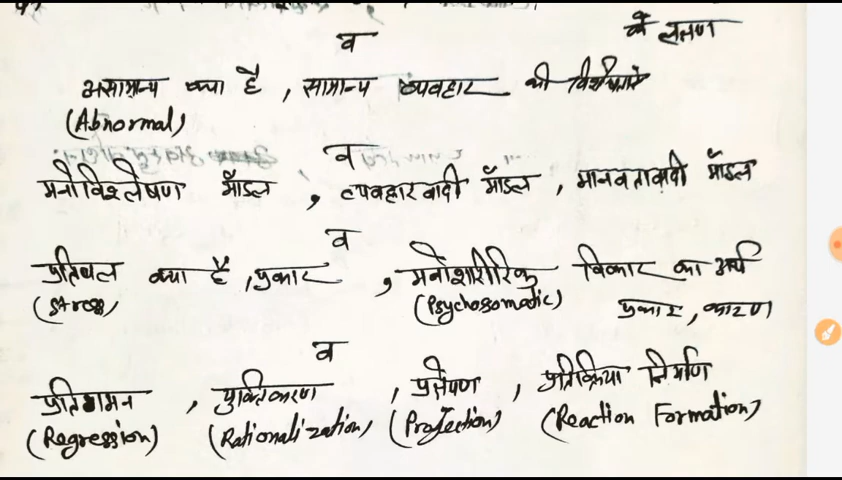 व
के लक्षण
असामान्य क्या है , सामान्य व्यवहार की विशेषताएं
(Abnormal)
व
मनोविश्लेषण मॉडल , व्यवहारवादी मॉडल , मानवतावादी मॉडल
व
प्रतिबल क्या है , प्रकार , मनोशारीरिक विकार का अर्थ
(Stress) (Psychossomatic) प्रकार , कारण
व
प्रतिगमन , युक्तिकरण , प्रक्षेपण , प्रतिक्रिया निर्माण
(Regression) (Rationalization) (Projection) (Reaction Formation)